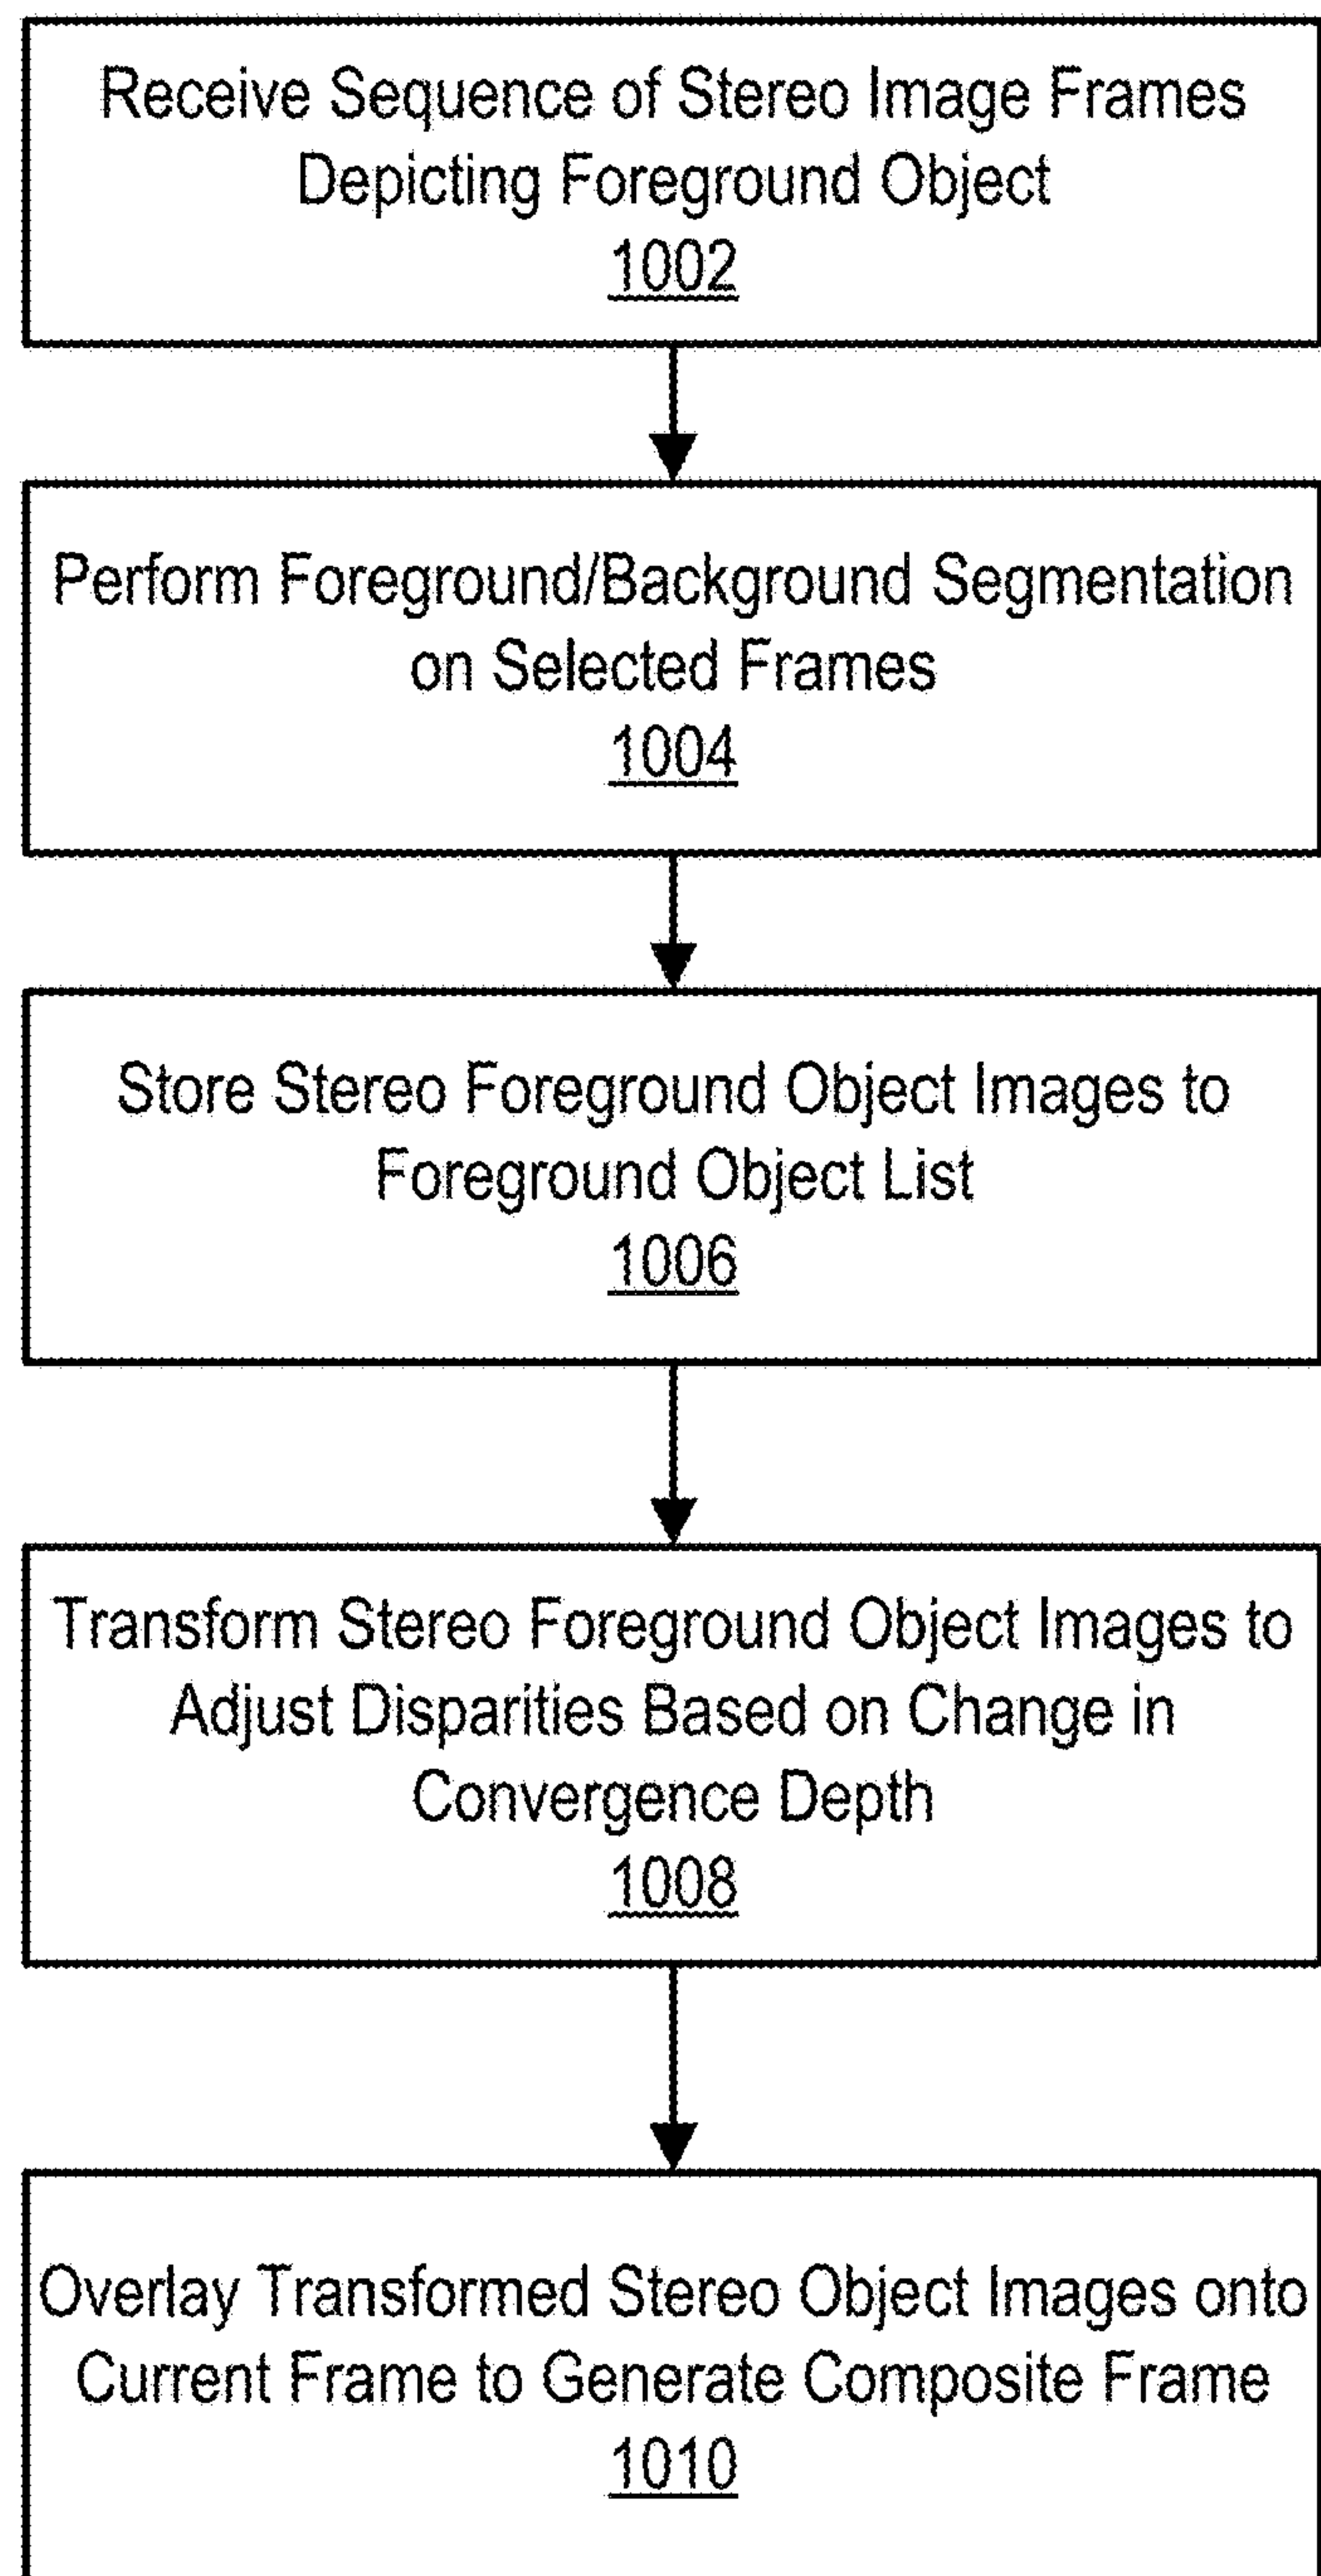 Receive Sequence of Stereo Image Frames
Depicting Foreground Object
1002
Perform Foreground/Background Segmentation
on Selected Frames
1004
Store Stereo Foreground Object Images to
Foreground Object List
1006
Transform Stereo Foreground Object Images to
Adjust Disparities Based on Change in
Convergence Depth
1008
Overlay Transformed Stereo Object Images onto
Current Frame to Generate Composite Frame
1010